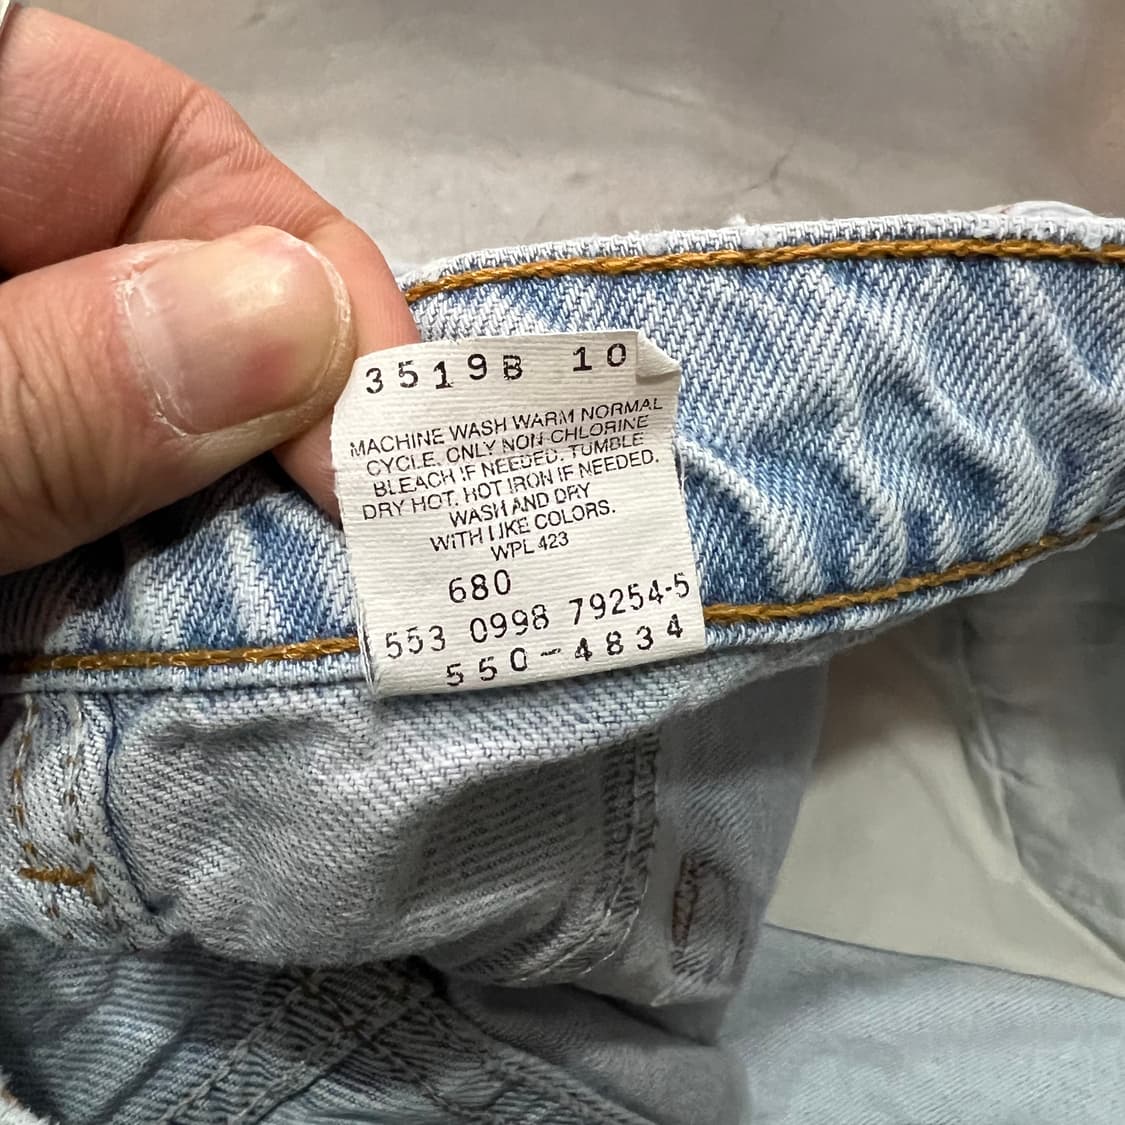 3519B 10
MACHINE WASH WARM NORMAL
CYCLE. ONLY NON-CHLORINE
BLEACH IF NEEDED. TUMBLE
DRY HOT. HOT IRON IF NEEDED.
WASH AND DRY
WITH LIKE COLORS.
WPL 423
680
553 0998 79254-5
550-4834